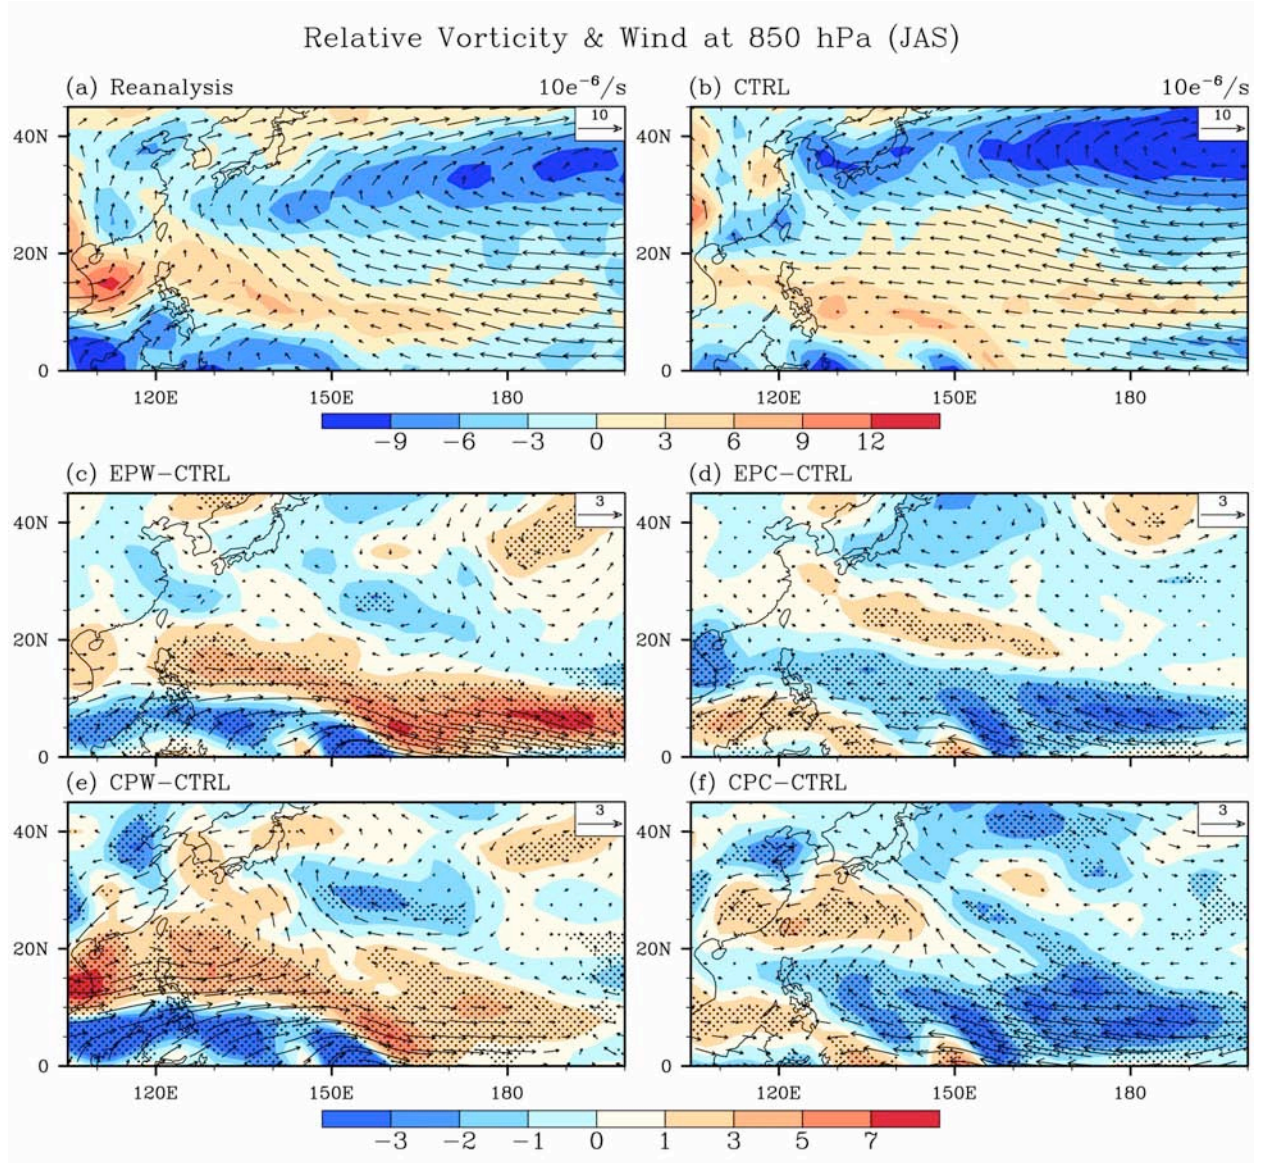 Relative Vorticity & Wind at 850 hPa (JAS)
(a) Reanalysis 10e⁻⁶/s (b) CTRL 10e⁻⁶/s
10 10
40N 40N
20N 20N
0 0
120E 150E 180 120E 150E 180
−9 −6 −3 0 3 6 9 12
(c) EPW−CTRL (d) EPC−CTRL
3 3
40N 40N
20N 20N
0 0
(e) CPW−CTRL (f) CPC−CTRL
3 3
40N 40N
20N 20N
0 0
120E 150E 180 120E 150E 180
−3 −2 −1 0 1 3 5 7